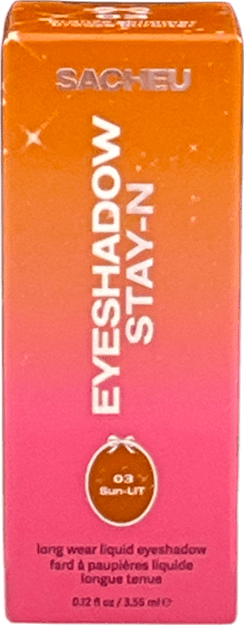 03
SACHEU
EYESHADOW
STAY-N
03
Sun-LIT
long wear liquid eyeshadow
fard à paupières liquide
longue tenue
0.12 fl oz / 3.55 ml e